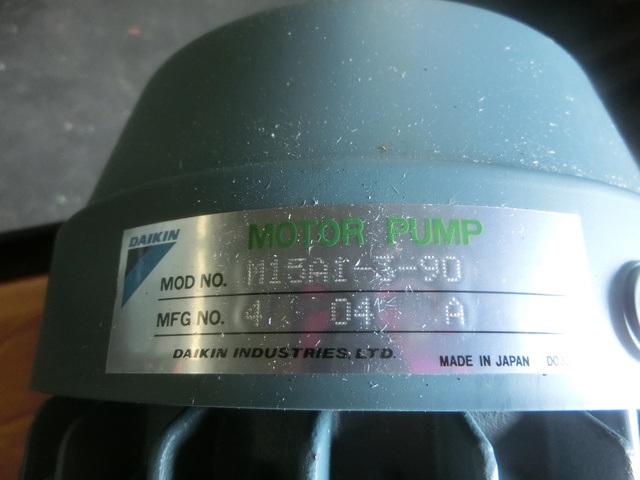 DAIKIN
MOTOR PUMP
MOD NO. M15A1-3-90
MFG NO. 4 04 A
DAIKIN INDUSTRIES, LTD.
MADE IN JAPAN